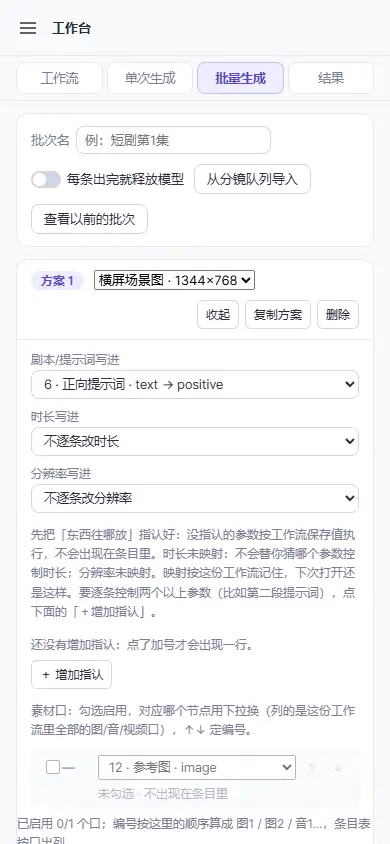 工作台
工作流
单次生成
批量生成
结果
批次名 例：短剧第1集
每条出完就释放模型 从分镜队列导入
查看以前的批次
方案 1 横屏场景图 · 1344×768
收起 复制方案 删除
剧本/提示词写进
6 · 正向提示词 · text → positive
时长写进
不逐条改时长
分辨率写进
不逐条改分辨率
先把「东西往哪放」指认好：没指认的参数按工作流保存值执
行，不会出现在条目里。时长未映射：不会替你猜哪个参数控
制时长；分辨率未映射。映射按这份工作流记住，下次打开还
是这样。要逐条控制两个以上参数（比如第二段提示词），点
下面的「＋增加指认」。
还没有增加指认：点了加号才会出现一行。
＋ 增加指认
素材口：勾选启用，对应哪个节点用下拉换（列的是这份工作
流里全部的图/音/视频口），↑↓ 定编号。
— 12 · 参考图 · image ↑ ↓
未勾选 · 不出现在条目里
已启用 0/1 个口；编号按这里的顺序算成 图1 / 图2 / 音1…，条目表
按口出列